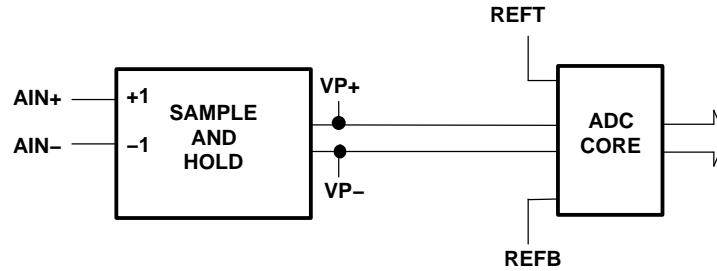 REFT
AIN+
+1
SAMPLE
AND
HOLD
AIN−
−1
VP+
VP−
ADC
CORE
REFB